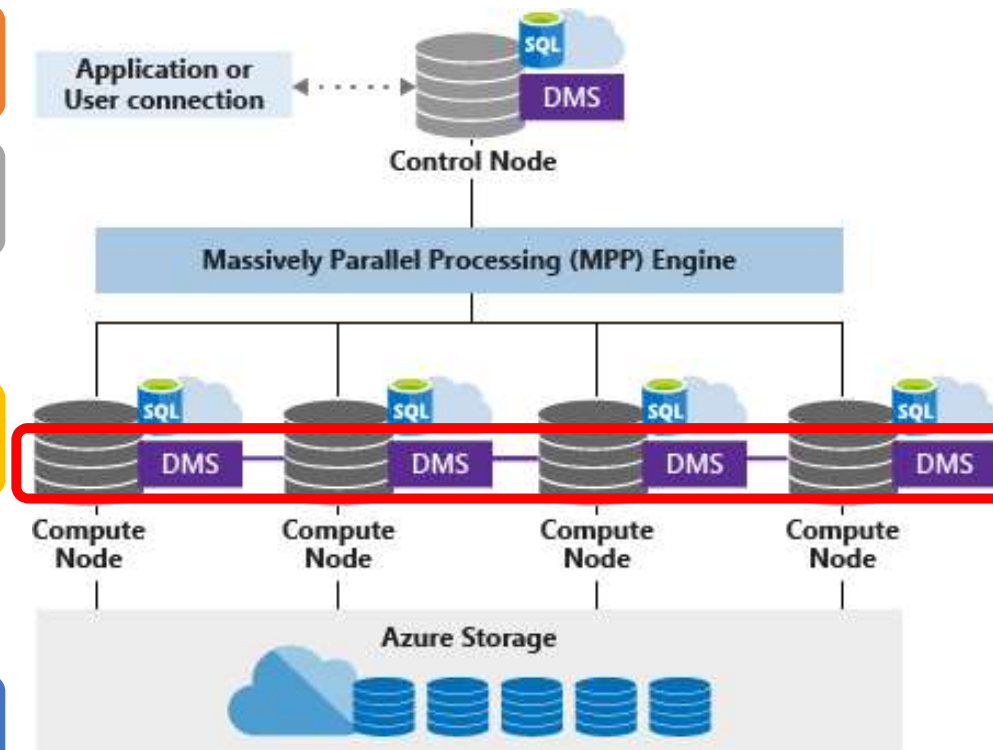 SQL
Application or
User connection
DMS
Control Node
Massively Parallel Processing (MPP) Engine
SQL SQL SQL SQL
DMS DMS DMS DMS
Compute Compute Compute Compute
Node Node Node Node
Azure Storage